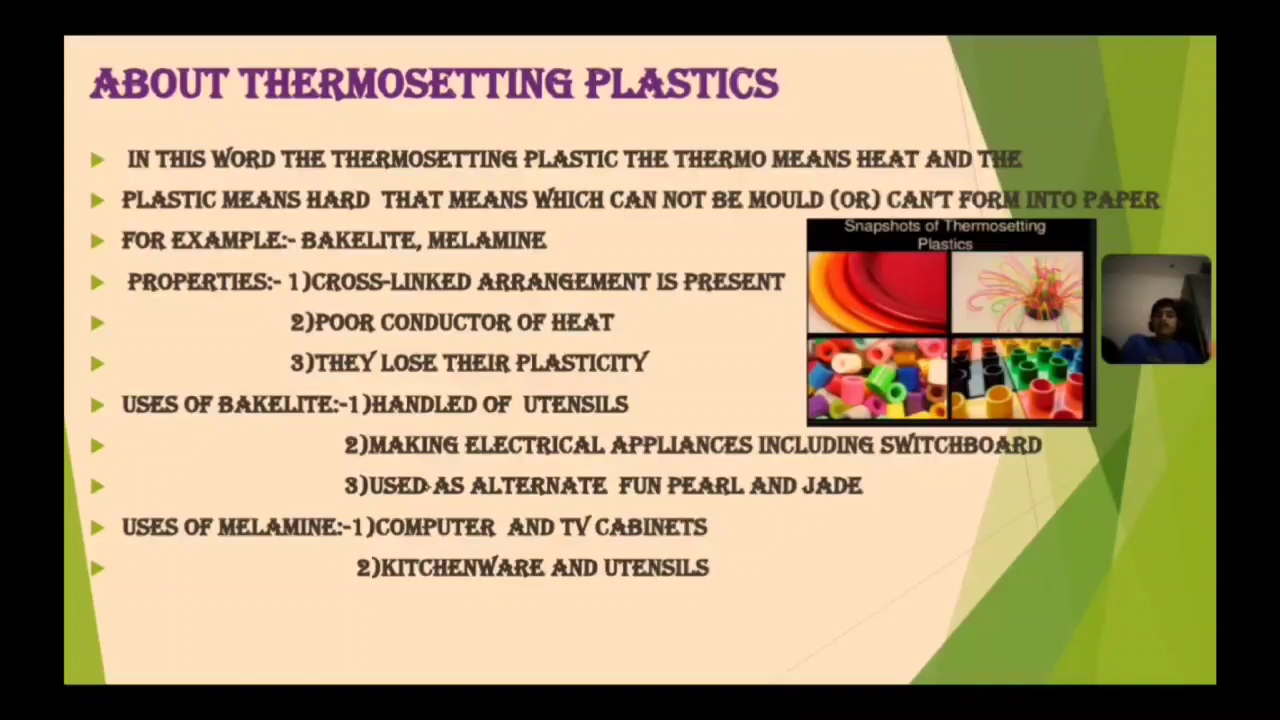 ABOUT THERMOSETTING PLASTICS
IN THIS WORD THE THERMOSETTING PLASTIC THE THERMO MEANS HEAT AND THE
PLASTIC MEANS HARD THAT MEANS WHICH CAN NOT BE MOULD (OR) CAN'T FORM INTO PAPER
FOR EXAMPLE:- BAKELITE, MELAMINE
Snapshots of Thermosetting
Plastics
PROPERTIES:- 1)CROSS-LINKED ARRANGEMENT IS PRESENT
2)POOR CONDUCTOR OF HEAT
3)THEY LOSE THEIR PLASTICITY
USES OF BAKELITE:-1)HANDLED OF UTENSILS
2)MAKING ELECTRICAL APPLIANCES INCLUDING SWITCHBOARD
3)USED AS ALTERNATE FUN PEARL AND JADE
USES OF MELAMINE:-1)COMPUTER AND TV CABINETS
2)KITCHENWARE AND UTENSILS